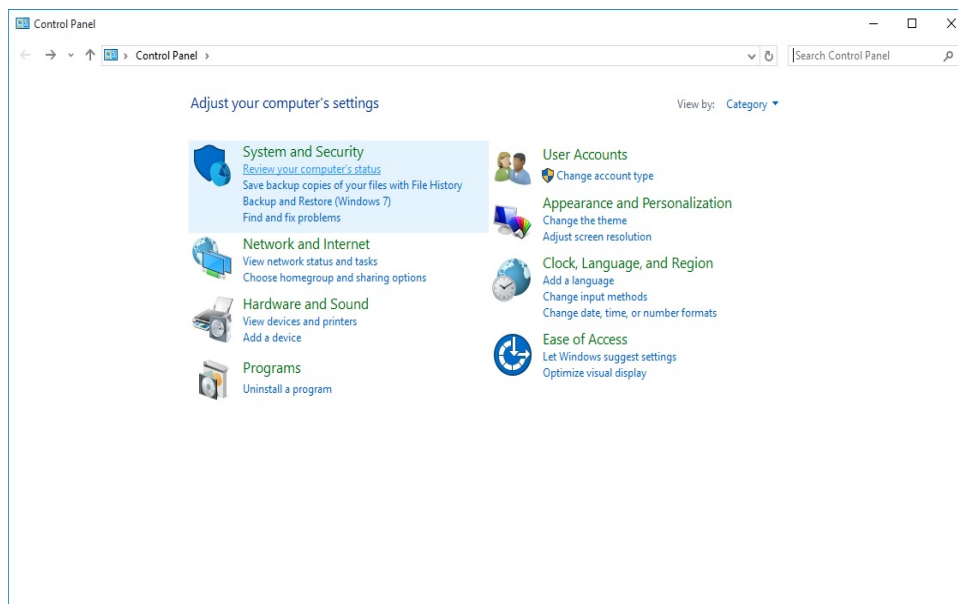 Control Panel
Control Panel
Search Control Panel
Adjust your computer's settings
View by: Category
System and Security
Review your computer's status
Save backup copies of your files with File History
Backup and Restore (Windows 7)
Find and fix problems
Network and Internet
View network status and tasks
Choose homegroup and sharing options
Hardware and Sound
View devices and printers
Add a device
Programs
Uninstall a program
User Accounts
Change account type
Appearance and Personalization
Change the theme
Adjust screen resolution
Clock, Language, and Region
Add a language
Change input methods
Change date, time, or number formats
Ease of Access
Let Windows suggest settings
Optimize visual display